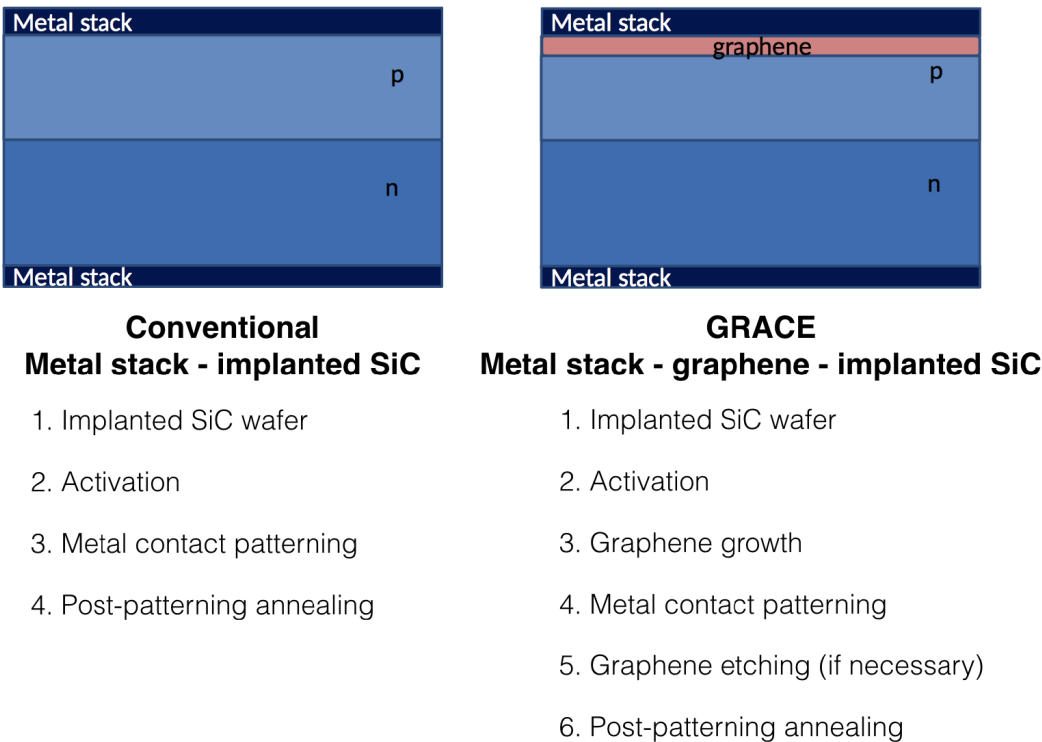 Metal stack
p
n
Metal stack
Conventional
Metal stack - implanted SiC
1. Implanted SiC wafer
2. Activation
3. Metal contact patterning
4. Post-patterning annealing
Metal stack
graphene
p
n
Metal stack
GRACE
Metal stack - graphene - implanted SiC
1. Implanted SiC wafer
2. Activation
3. Graphene growth
4. Metal contact patterning
5. Graphene etching (if necessary)
6. Post-patterning annealing